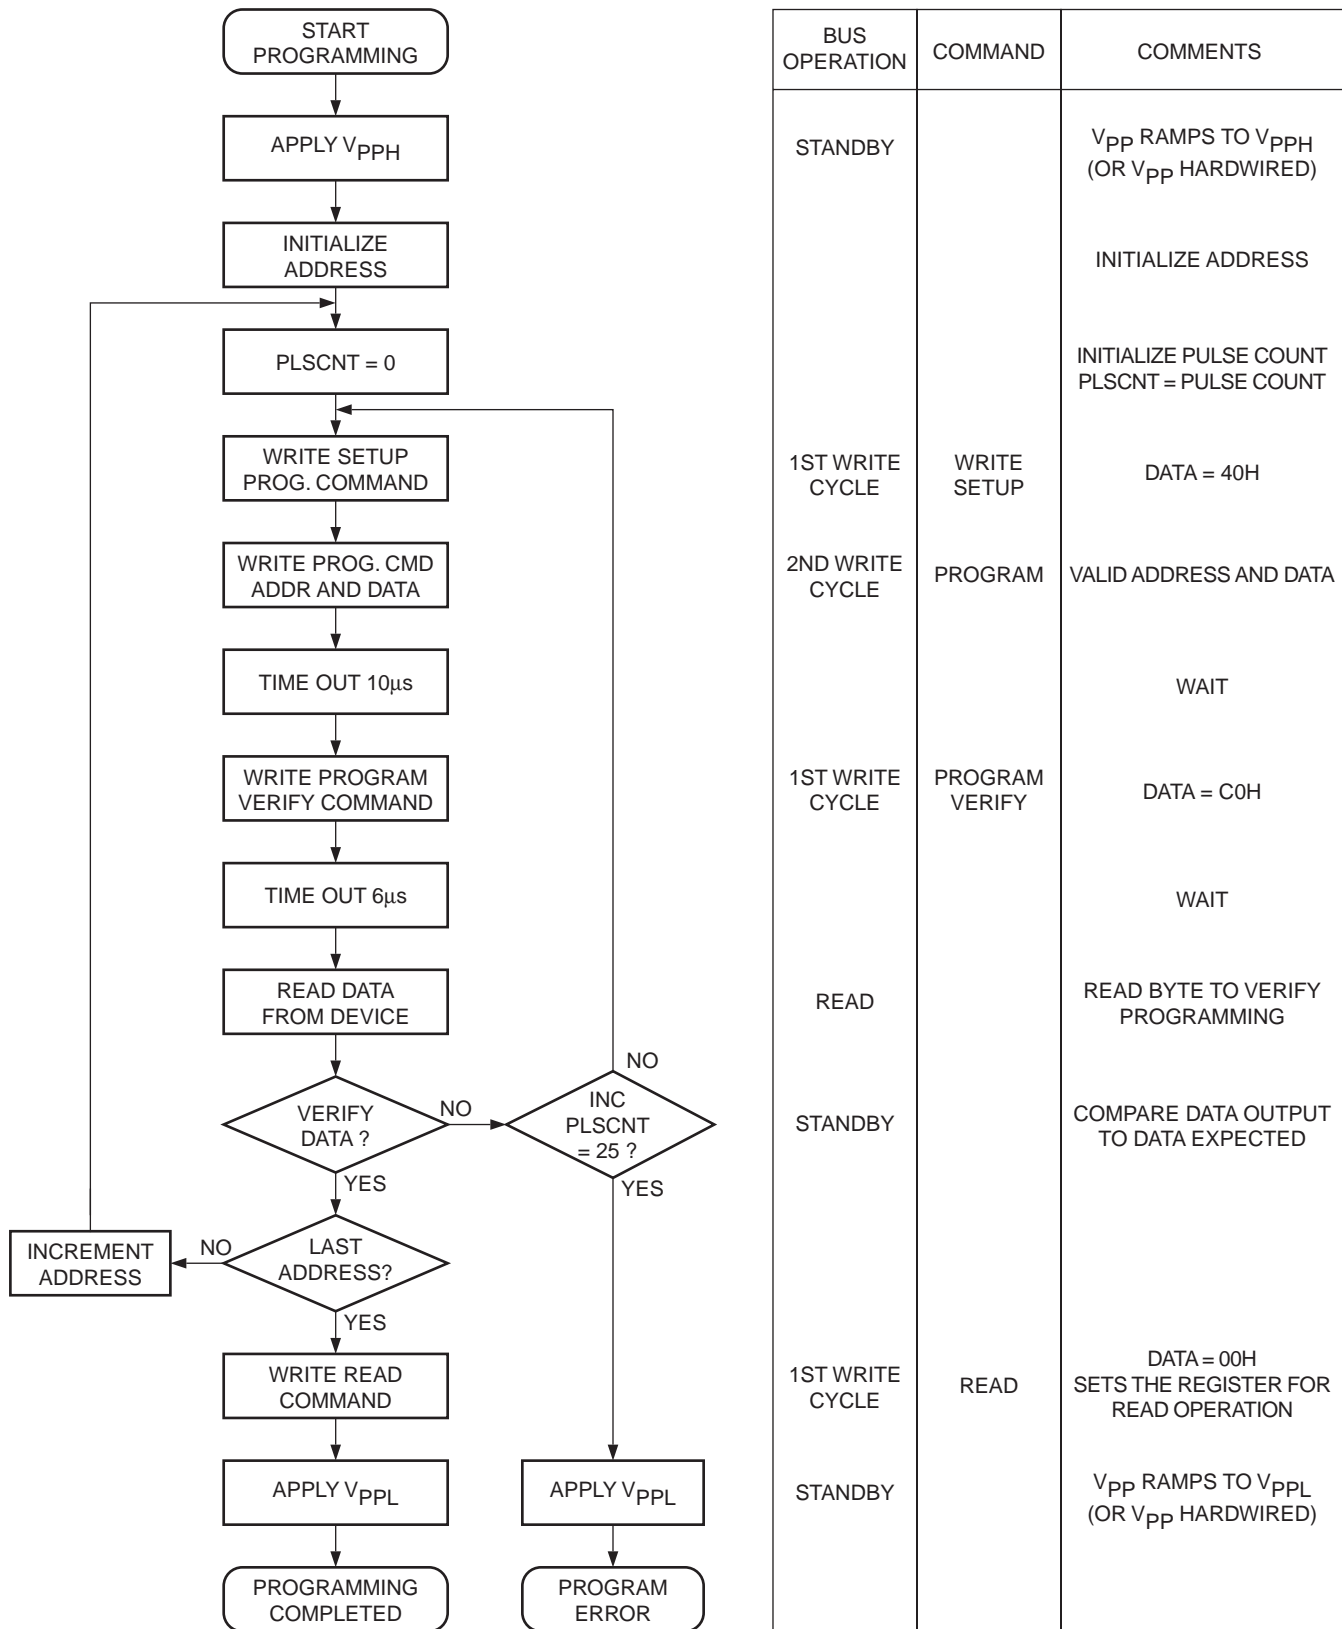 START
PROGRAMMING
APPLY VPPH
INITIALIZE
ADDRESS
PLSCNT = 0
WRITE SETUP
PROG. COMMAND
WRITE PROG. CMD
ADDR AND DATA
TIME OUT 10μs
WRITE PROGRAM
VERIFY COMMAND
TIME OUT 6μs
READ DATA
FROM DEVICE
VERIFY
DATA ?
NO
YES
INC
PLSCNT
= 25 ?
NO
YES
LAST
ADDRESS?
NO
YES
INCREMENT
ADDRESS
WRITE READ
COMMAND
APPLY VPPL
APPLY VPPL
PROGRAMMING
COMPLETED
PROGRAM
ERROR
BUS
OPERATION
COMMAND
COMMENTS
STANDBY
VPP RAMPS TO VPPH
(OR VPP HARDWIRED)
INITIALIZE ADDRESS
INITIALIZE PULSE COUNT
PLSCNT = PULSE COUNT
1ST WRITE
CYCLE
WRITE
SETUP
DATA = 40H
2ND WRITE
CYCLE
PROGRAM
VALID ADDRESS AND DATA
WAIT
1ST WRITE
CYCLE
PROGRAM
VERIFY
DATA = C0H
WAIT
READ
READ BYTE TO VERIFY
PROGRAMMING
STANDBY
COMPARE DATA OUTPUT
TO DATA EXPECTED
1ST WRITE
CYCLE
READ
DATA = 00H
SETS THE REGISTER FOR
READ OPERATION
STANDBY
VPP RAMPS TO VPPL
(OR VPP HARDWIRED)